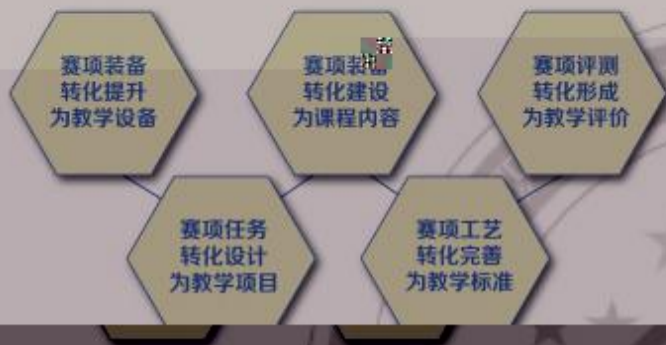 赛项装备
转化提升
为教学设备
赛项装
转化建设
为课程内容
赛项评测
转化形成
为教学评价
赛项任务
转化设计
为教学项目
赛项工艺
转化完善
为教学标准